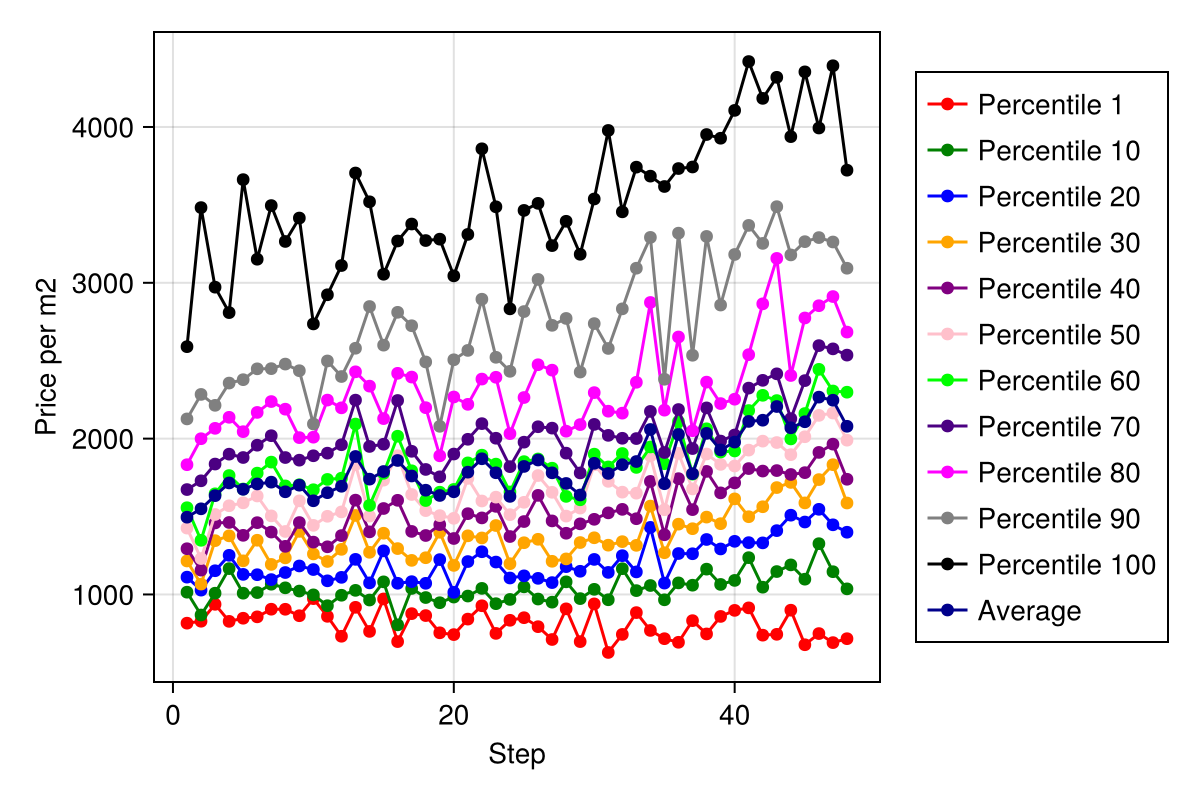 4000
3000
2000
1000
Price per m2
0 20 40
Step
Percentile 1
Percentile 10
Percentile 20
Percentile 30
Percentile 40
Percentile 50
Percentile 60
Percentile 70
Percentile 80
Percentile 90
Percentile 100
Average